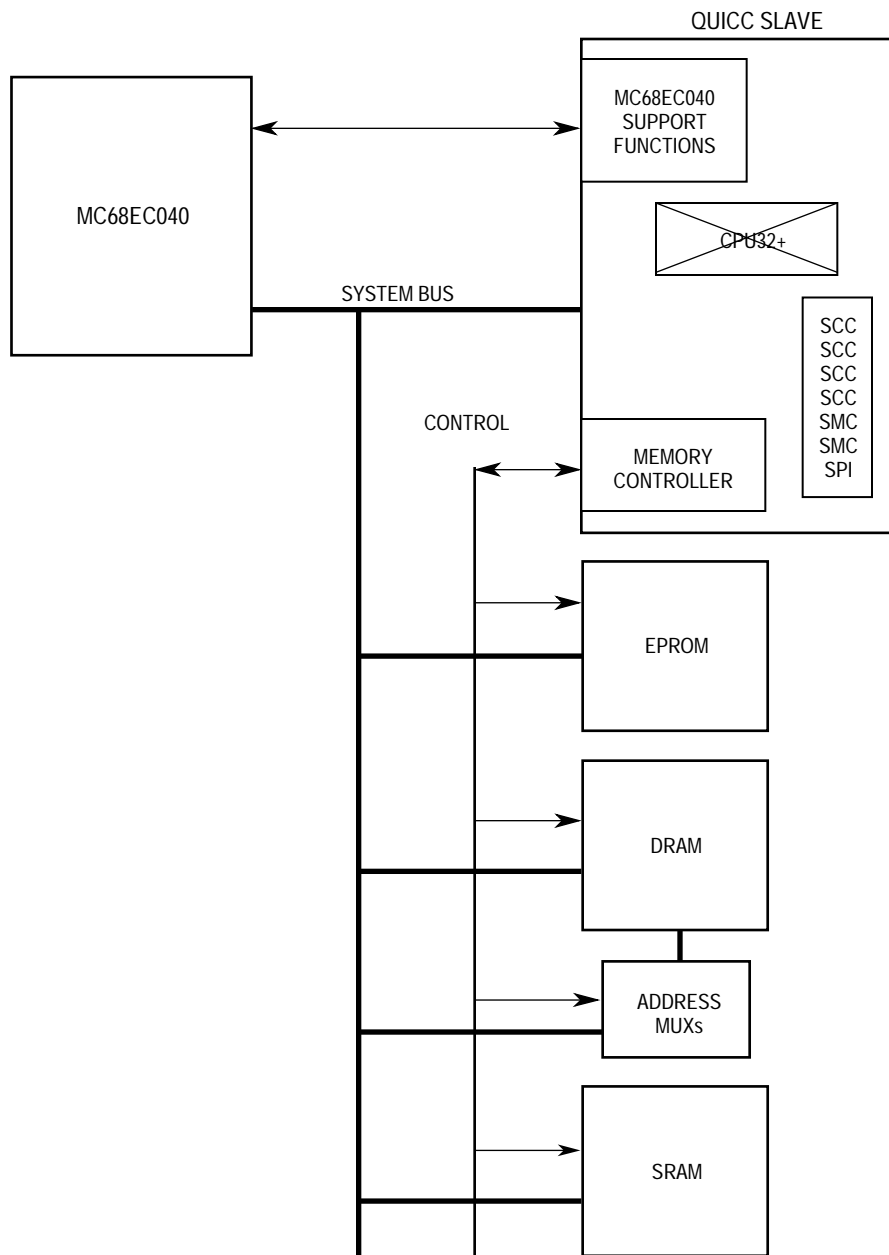 QUICC SLAVE
MC68EC040
SUPPORT
FUNCTIONS
MC68EC040
CPU32+
SYSTEM BUS
SCC
SCC
SCC
SCC
SMC
SMC
SPI
CONTROL
MEMORY
CONTROLLER
EPROM
DRAM
ADDRESS
MUXs
SRAM